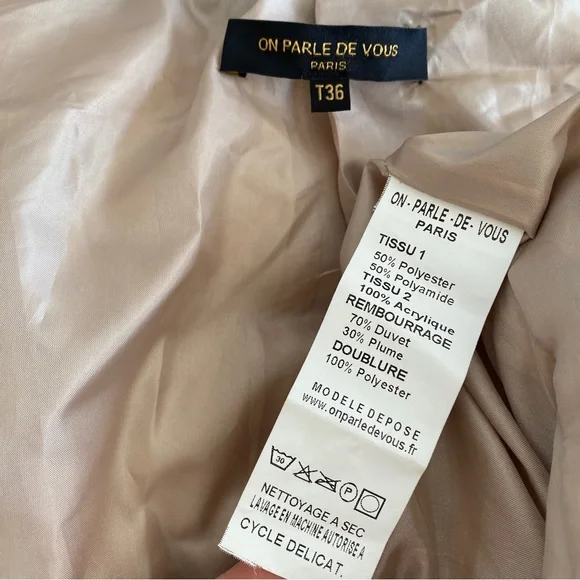 ON PARLE DE VOUS
PARIS
T36
ON - PARLE - DE - VOUS
PARIS
TISSU 1
50% Polyester
50% Polyamide
TISSU 2
100% Acrylique
REMBOURRAGE
70% Duvet
30% Plume
DOUBLURE
100% Polyester
MODELE DEPOSE
www.onparledevous.fr
30 P
NETTOYAGE A SEC
LAVAGE EN MACHINE AUTORISE A
CYCLE DELICAT.